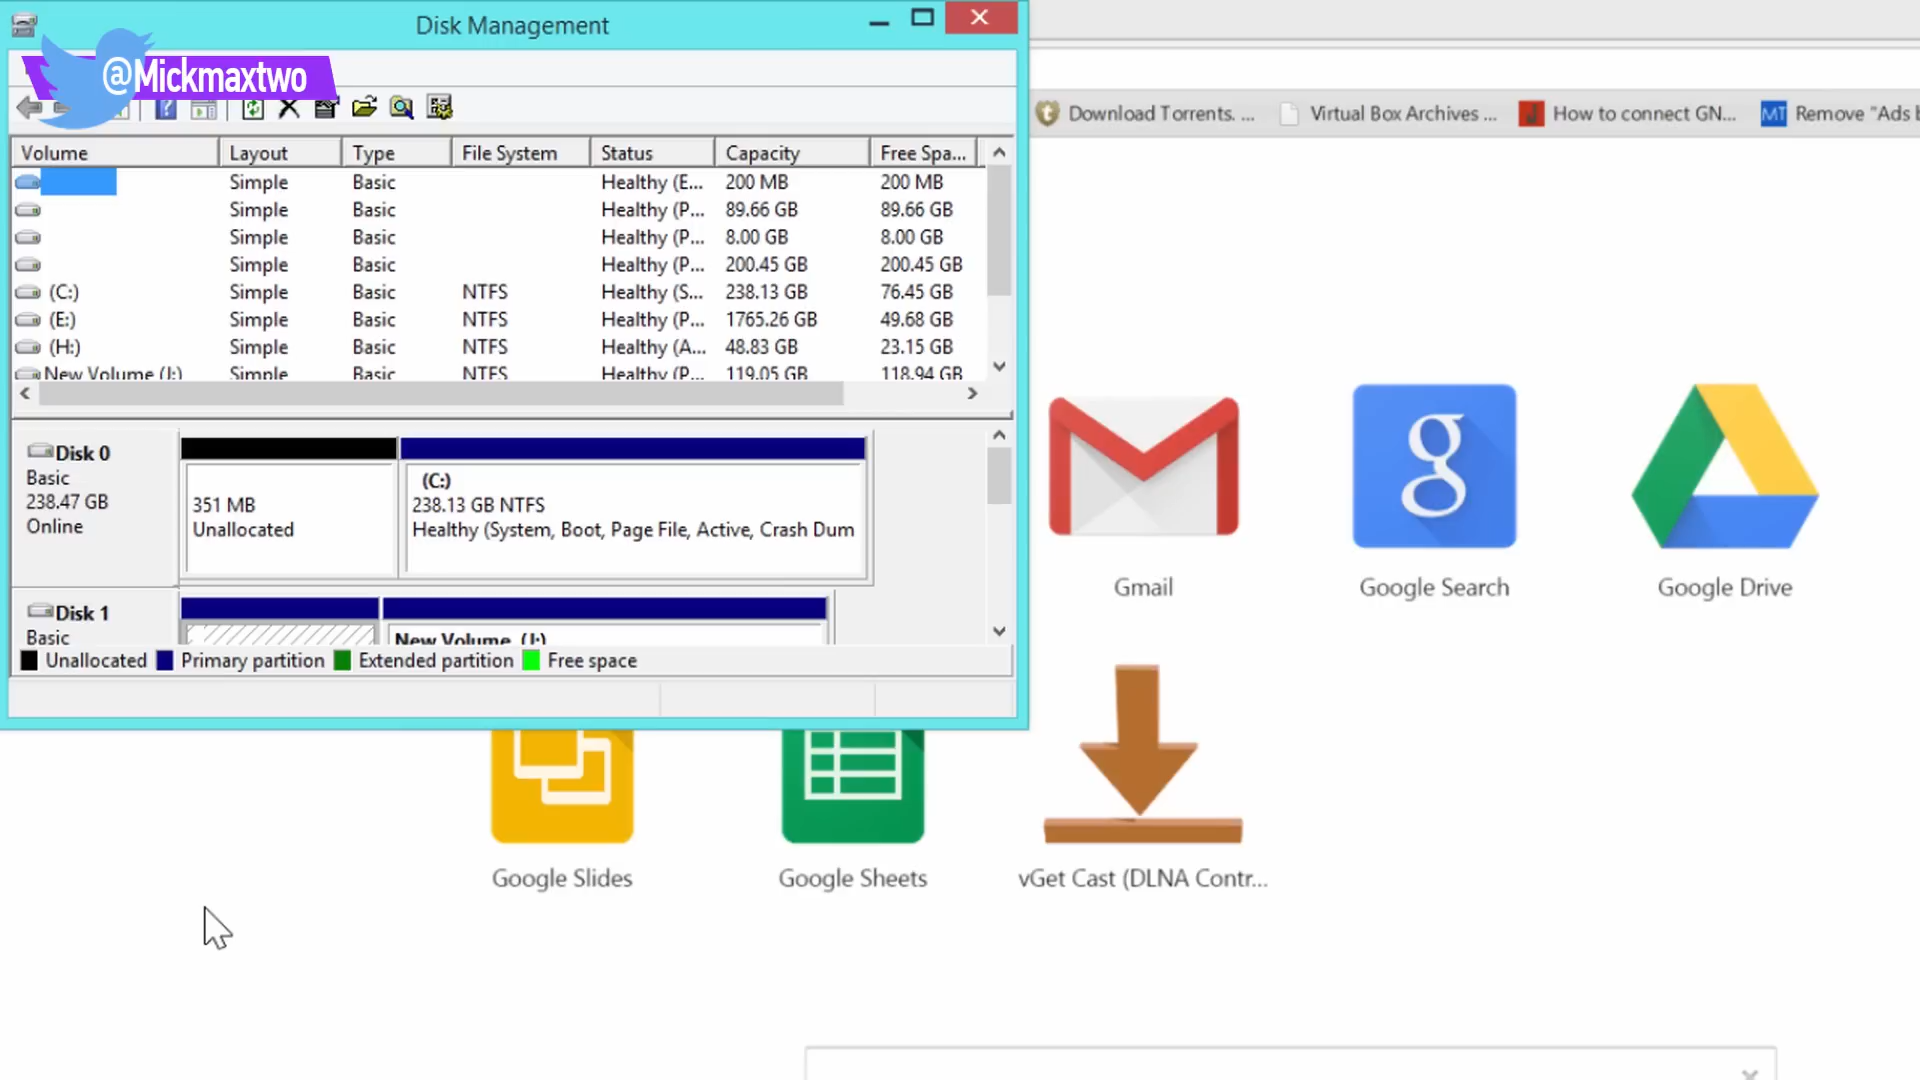 Disk Management
@Mickmaxtwo
Download Torrents. ...
Virtual Box Archives ...
How to connect GN...
MT
Remove "Ads b
Volume Layout Type File System Status Capacity Free Spa...
Simple Basic Healthy (E... 200 MB 200 MB
Simple Basic Healthy (P... 89.66 GB 89.66 GB
Simple Basic Healthy (P... 8.00 GB 8.00 GB
Simple Basic Healthy (P... 200.45 GB 200.45 GB
(C:) Simple Basic NTFS Healthy (S... 238.13 GB 76.45 GB
(E:) Simple Basic NTFS Healthy (P... 1765.26 GB 49.68 GB
(H:) Simple Basic NTFS Healthy (A... 48.83 GB 23.15 GB
New Volume (J:) Simple Basic NTFS Healthy (P... 119.05 GB 118.94 GB
Disk 0
Basic
238.47 GB
Online
351 MB
Unallocated
(C:)
238.13 GB NTFS
Healthy (System, Boot, Page File, Active, Crash Dum
Disk 1
Basic
New Volume (J:)
Unallocated Primary partition Extended partition Free space
Gmail
Google Search
Google Drive
Google Slides
Google Sheets
vGet Cast (DLNA Contr...